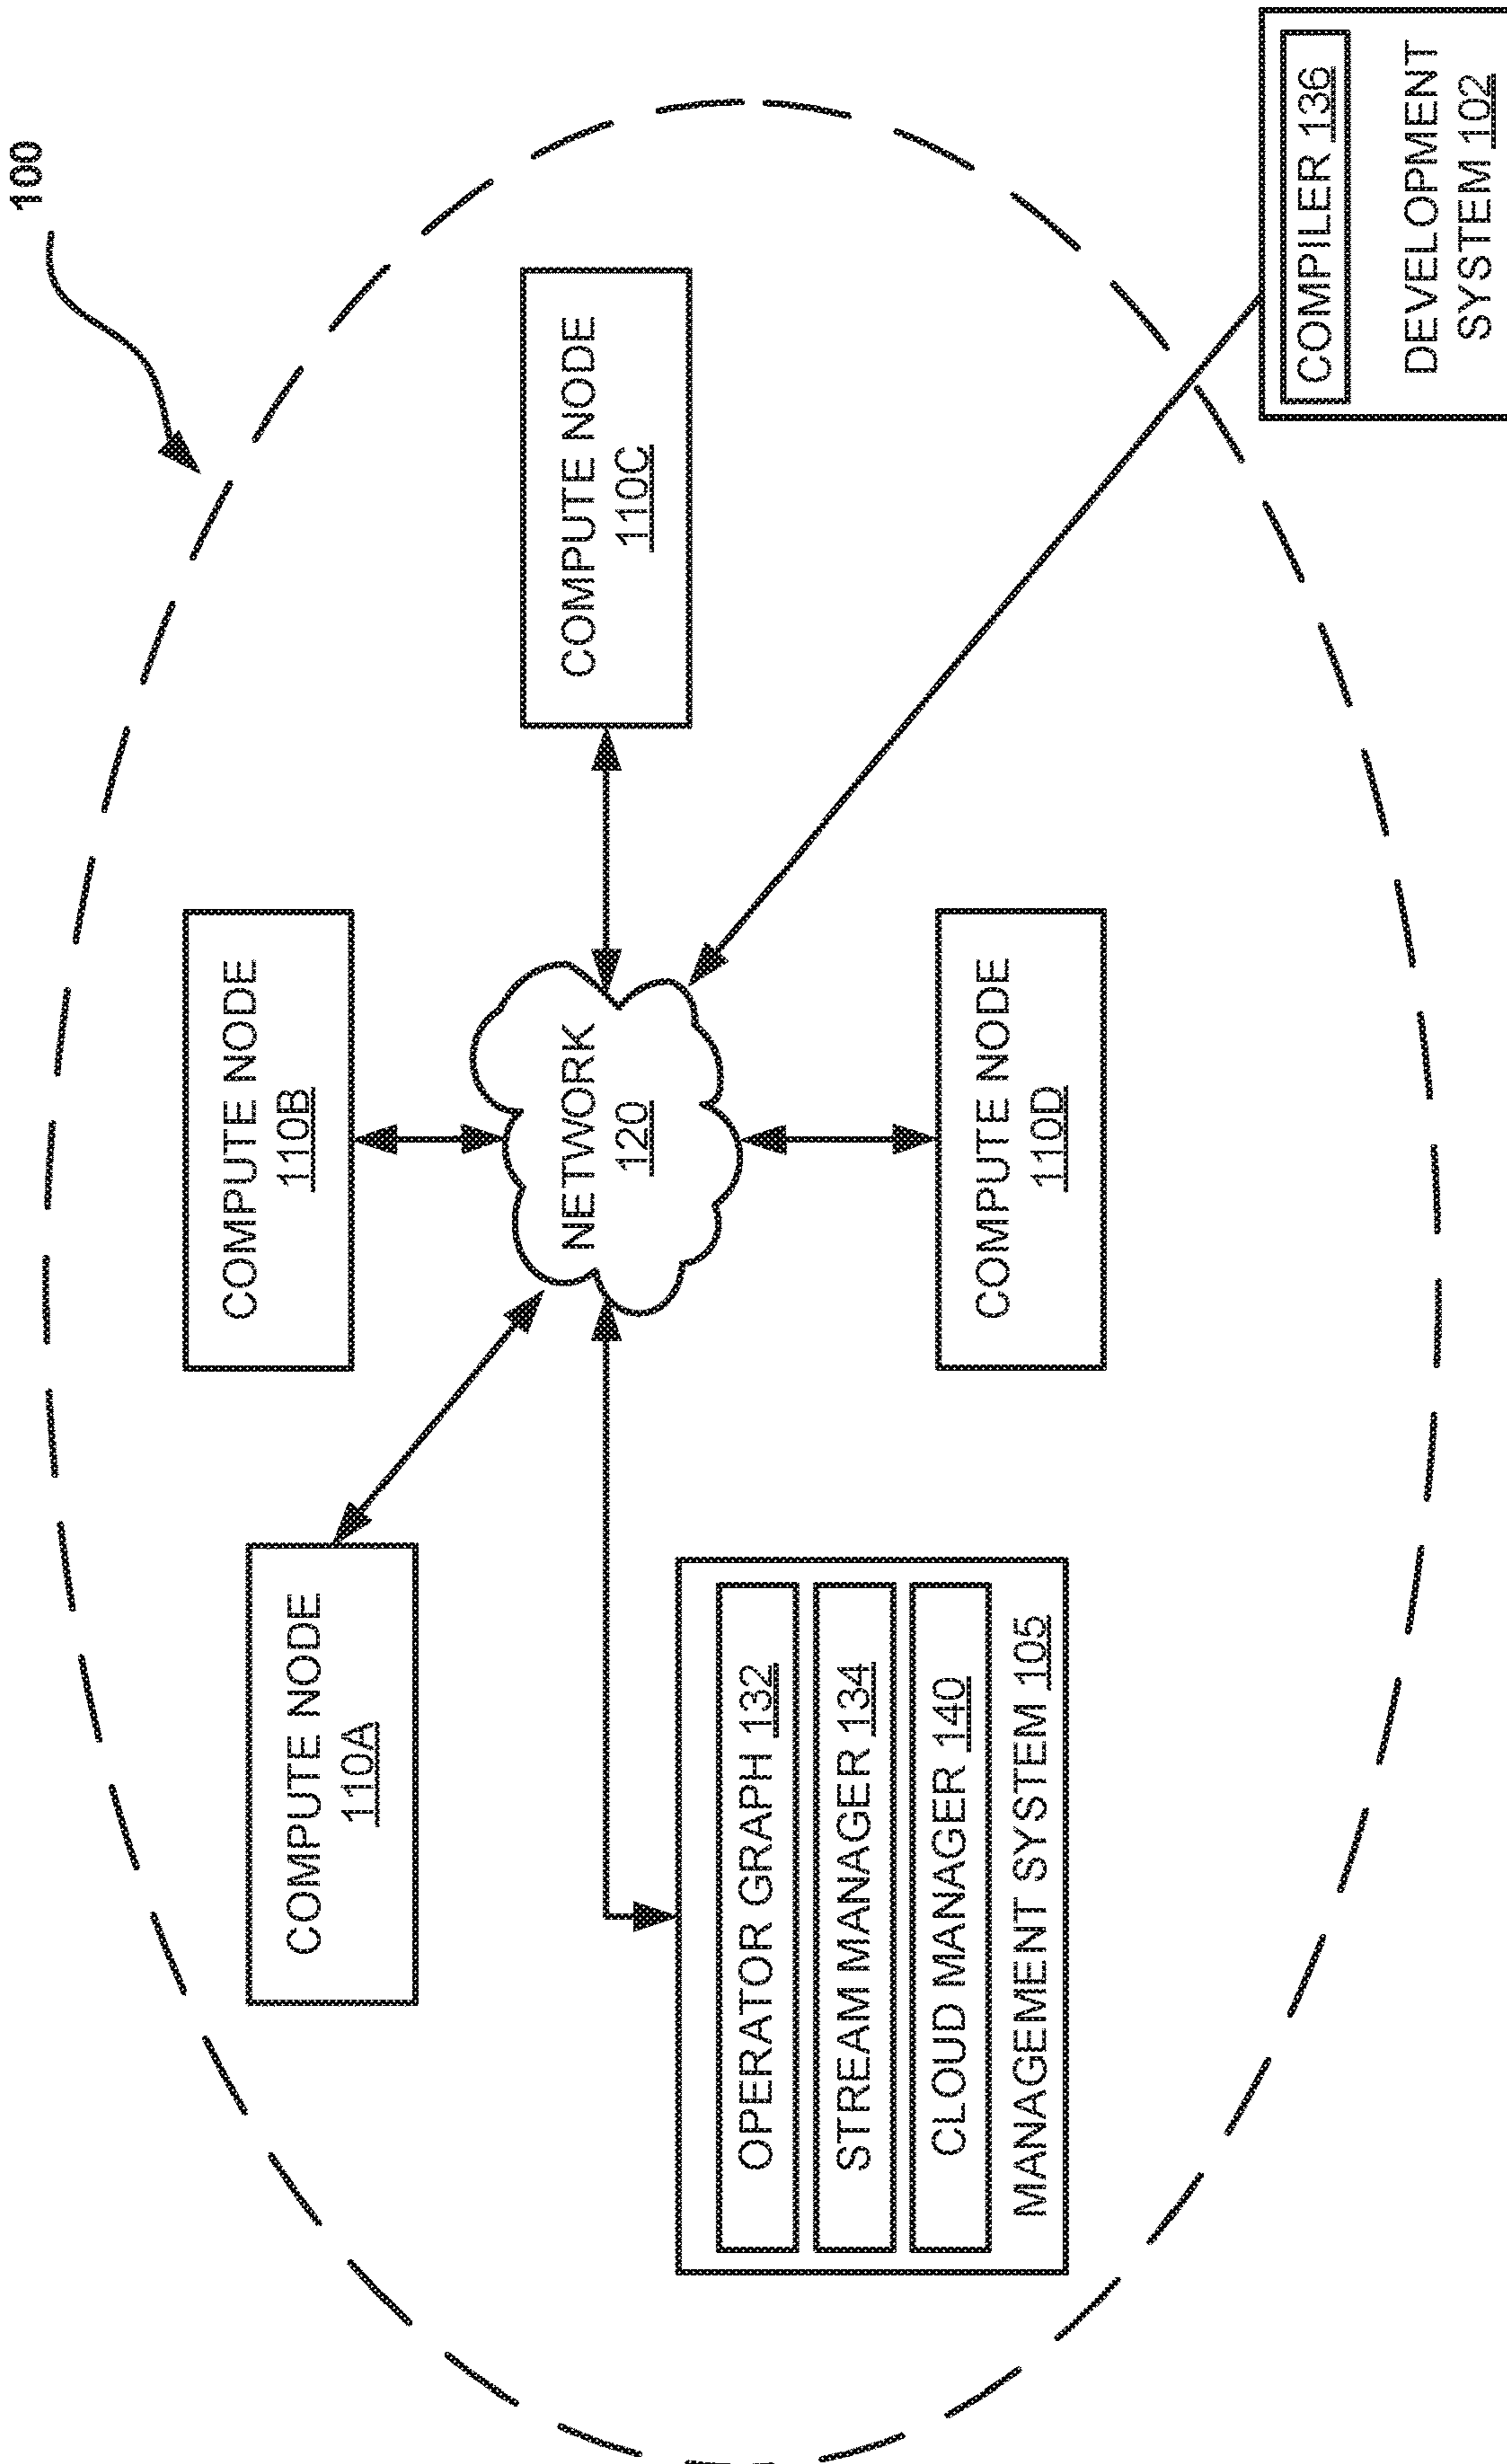 100
COMPUTE NODE
110A
COMPUTE NODE
110B
COMPUTE NODE
110C
NETWORK
120
OPERATOR GRAPH 132
STREAM MANAGER 134
CLOUD MANAGER 140
MANAGEMENT SYSTEM 105
COMPUTE NODE
110D
COMPILER 136
DEVELOPMENT
SYSTEM 102